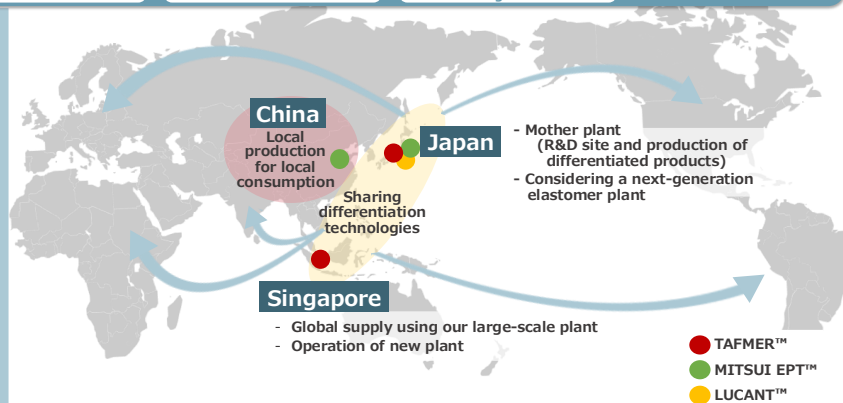 China
Local
production
for local
consumption
Japan
- Mother plant
(R&D site and production of
differentiated products)
- Considering a next-generation
elastomer plant
Sharing
differentiation
technologies
Singapore
- Global supply using our large-scale plant
- Operation of new plant
TAFMER™
MITSUI EPT™
LUCANT™